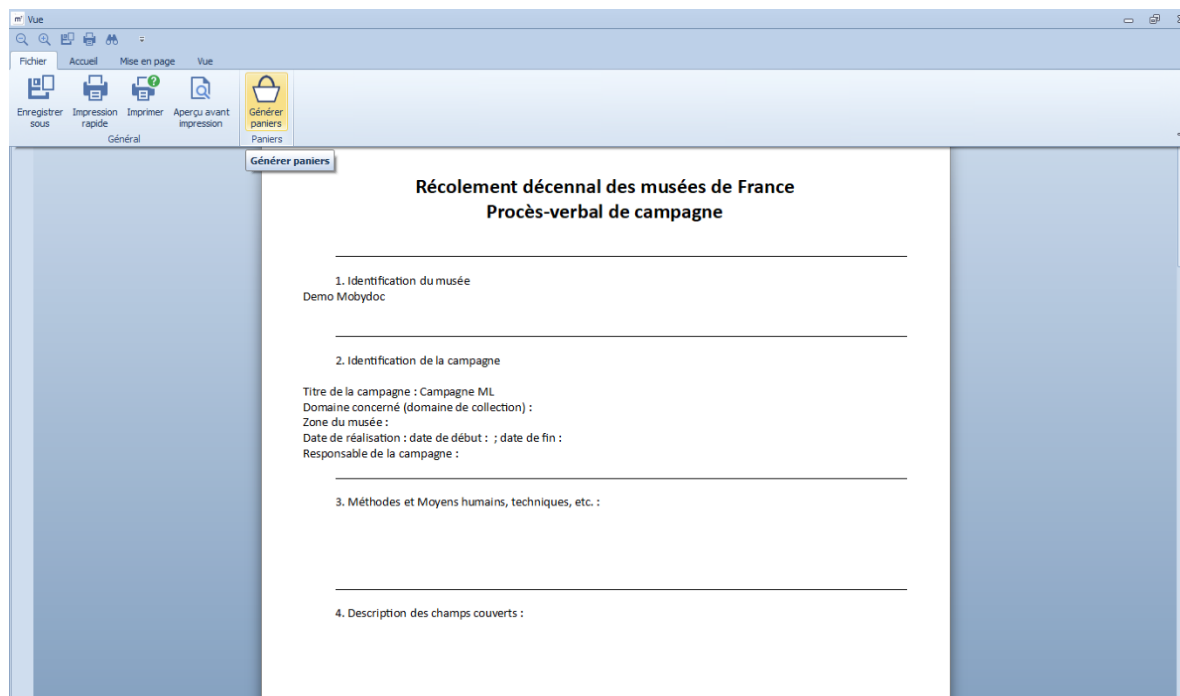 Vue
Fichier Accueil Mise en page Vue
Enregistrer sous
Impression rapide
Imprimer
Aperçu avant impression
Générer paniers
Général
Paniers
Générer paniers
Récolement décennal des musées de France
Procès-verbal de campagne
1. Identification du musée
Demo Mobydoc
2. Identification de la campagne
Titre de la campagne : Campagne ML
Domaine concerné (domaine de collection) :
Zone du musée :
Date de réalisation : date de début : ; date de fin :
Responsable de la campagne :
3. Méthodes et Moyens humains, techniques, etc. :
4. Description des champs couverts :